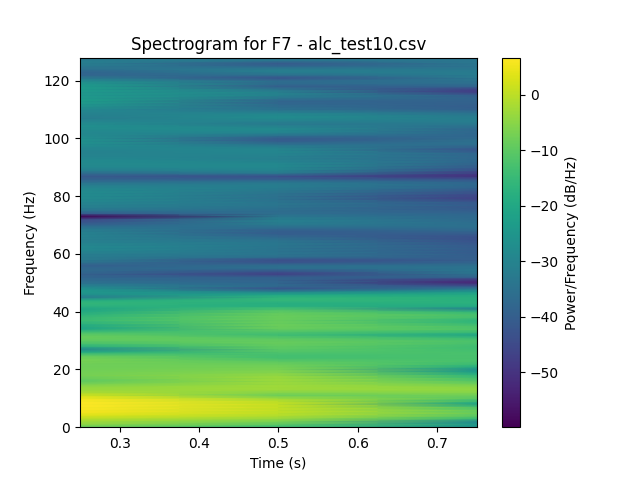 Spectrogram for F7 - alc_test10.csv
120
100
80
60
40
20
0
Frequency (Hz)
0.3 0.4 0.5 0.6 0.7
Time (s)
0
−10
−20
−30
−40
−50
Power/Frequency (dB/Hz)